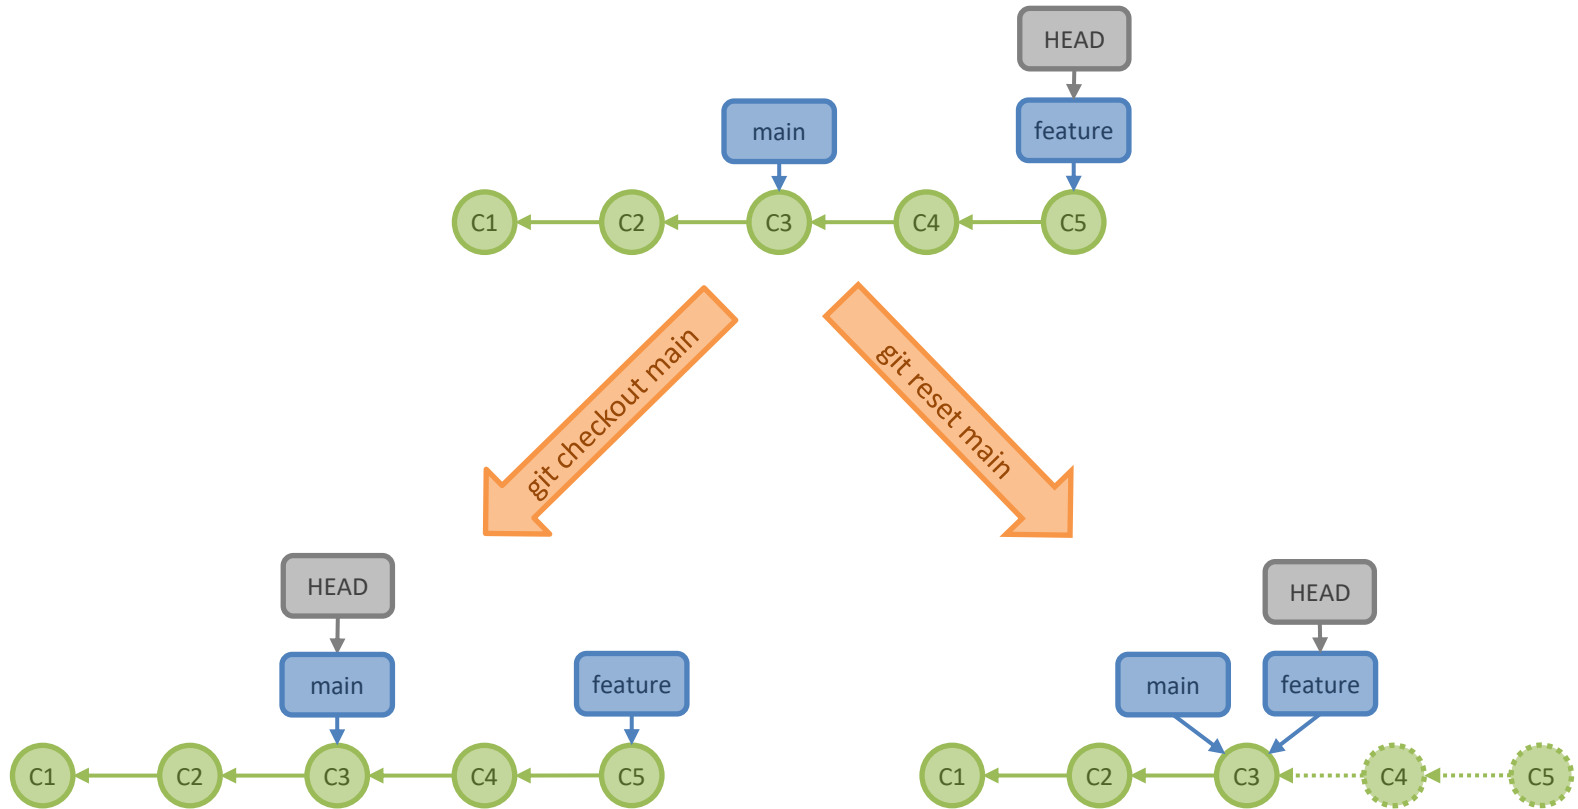 HEAD
main
feature
C1
C2
C3
C4
C5
git checkout main
git reset main
HEAD
main
feature
C1
C2
C3
C4
C5
HEAD
main
feature
C1
C2
C3
C4
C5